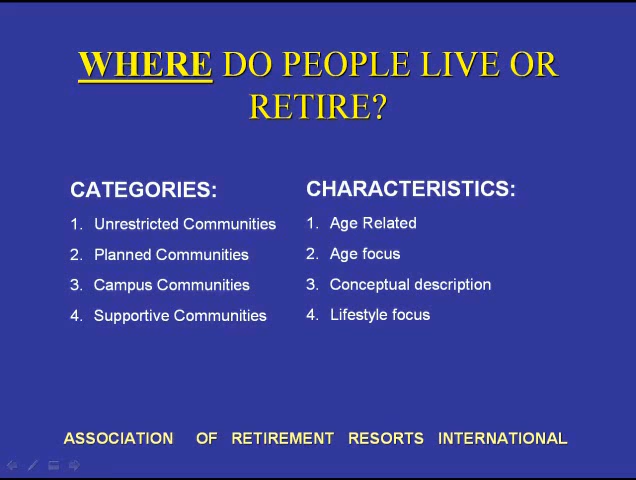 WHERE DO PEOPLE LIVE OR
RETIRE?
CATEGORIES:
1. Unrestricted Communities
2. Planned Communities
3. Campus Communities
4. Supportive Communities
CHARACTERISTICS:
1. Age Related
2. Age focus
3. Conceptual description
4. Lifestyle focus
ASSOCIATION OF RETIREMENT RESORTS INTERNATIONAL